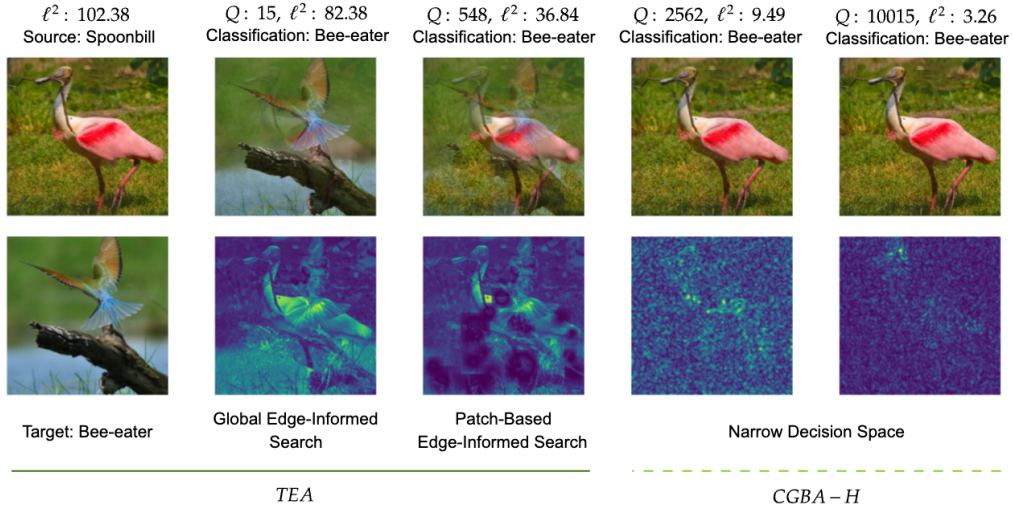 ℓ² : 102.38
Source: Spoonbill
Q : 15, ℓ² : 82.38
Classification: Bee-eater
Q : 548, ℓ² : 36.84
Classification: Bee-eater
Q : 2562, ℓ² : 9.49
Classification: Bee-eater
Q : 10015, ℓ² : 3.26
Classification: Bee-eater
Target: Bee-eater
Global Edge-Informed
Search
Patch-Based
Edge-Informed Search
Narrow Decision Space
TEA
CGBA – H